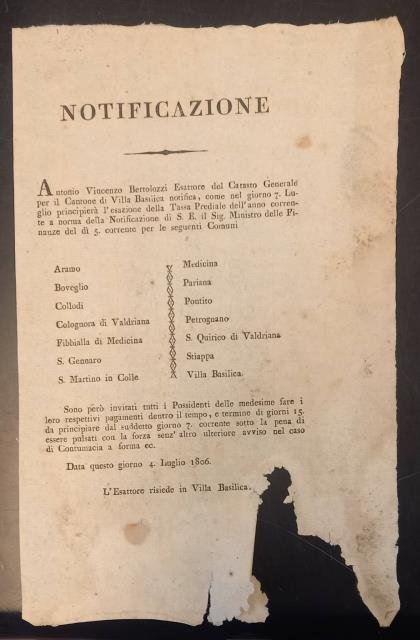 NOTIFICAZIONE
Antonio Vincenzo Bertolozzi Esattore del Catasto Generale
per il Cantone di Villa Basilica notifica, come nel giorno 7. Lu-
glio principierà l'esazione della Tassa Prediale dell'anno corren-
te a norma della Notificazione di S. E. il Sig. Ministro delle Fi-
nanze del dì 5. corrente per le seguenti Comuni
Aramo
Boveglio
Collodi
Colognora di Valdriana
Fibbialla di Medicina
S. Gennaro
S. Martino in Colle
Medicina
Pariana
Pontito
Petrognano
S. Quirico di Valdriana
Stiappa
Villa Basilica.
Sono però invitati tutti i Possidenti delle medesime fare i
loro respettivi pagamenti dentro il tempo, e termine di giorni 15.
da principiare dal suddetto giorno 7. corrente sotto la pena di
essere pulsati con la forza senz' altro ulteriore avviso nel caso
di Contumacia a forma ec.
Data questo giorno 4. Luglio 1806.
L'Esattore risiede in Villa Basilica.